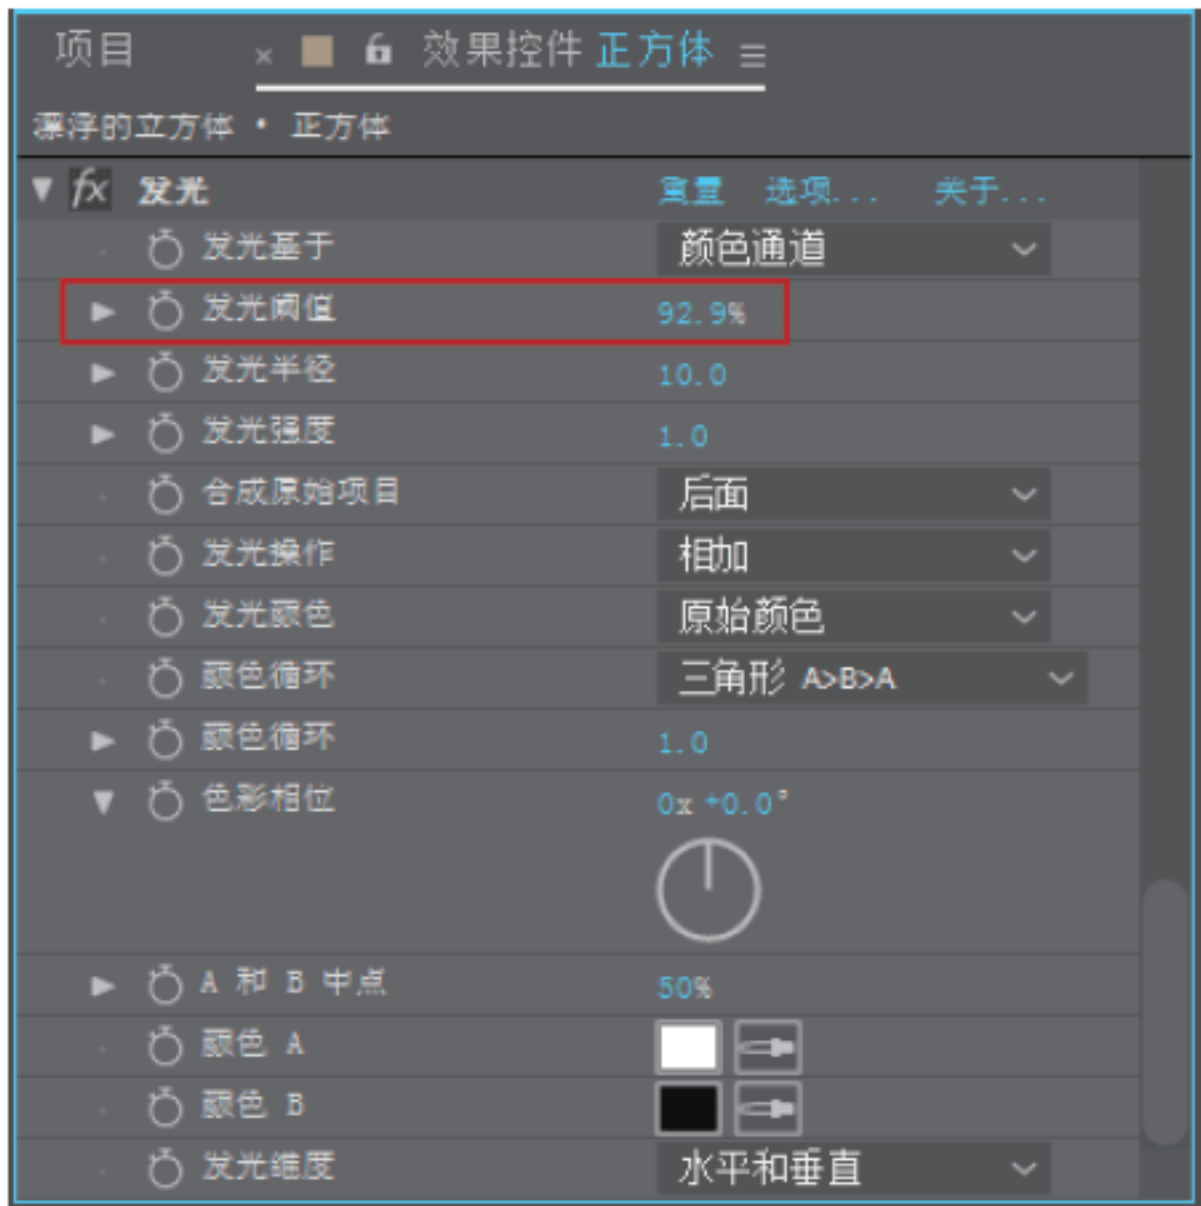 项目 × 效果控件 正方体 ≡
漂浮的立方体 • 正方体
fx 发光 重置 选项... 关于...
发光基于 颜色通道
发光阈值 92.9%
发光半径 10.0
发光强度 1.0
合成原始项目 后面
发光操作 相加
发光颜色 原始颜色
颜色循环 三角形 A>B>A
颜色循环 1.0
色彩相位 0x +0.0°
A 和 B 中点 50%
颜色 A
颜色 B
发光维度 水平和垂直